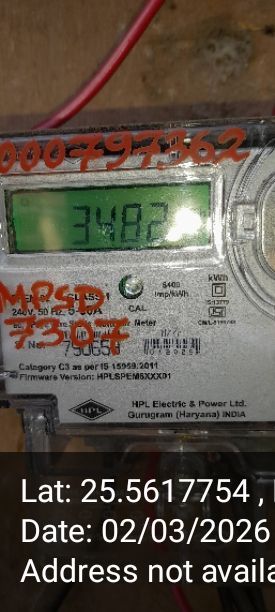 000797362
3482
6400
imp/kWh
kWh
CAL
MPSD
7307
240V, 50 Hz.
Meter
Category C3 as per IS 15959:2011
Firmware Version: HPLSPEM5XXX01
HPL
HPL Electric & Power Ltd.
Gurugram (Haryana) INDIA
Lat: 25.5617754 ,
Date: 02/03/2026
Address not availa